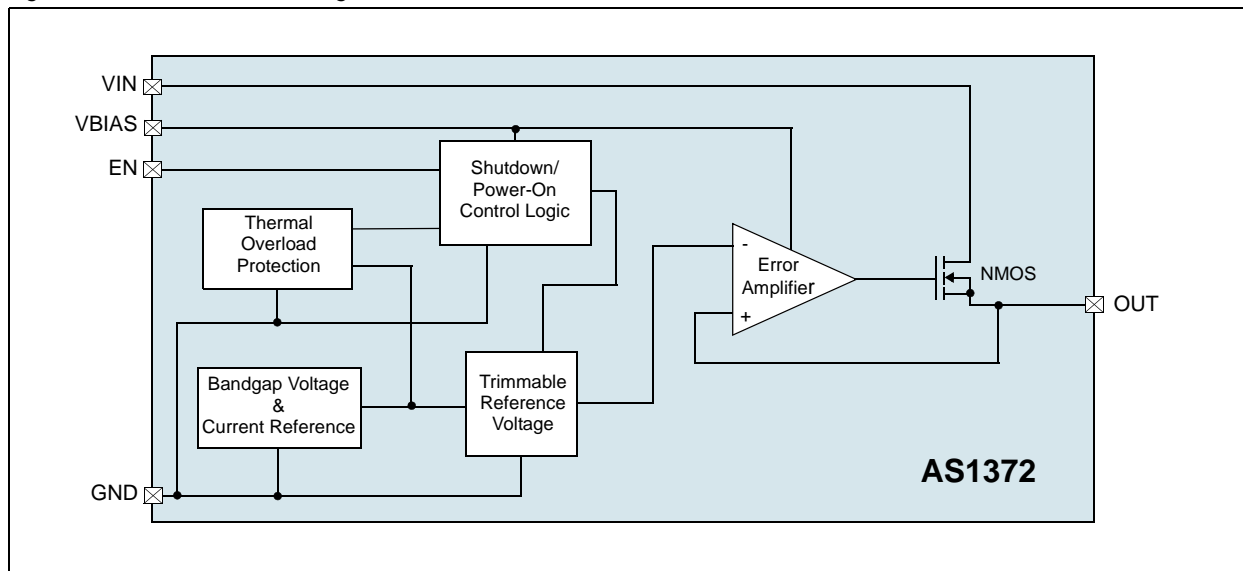 VIN
VBIAS
EN
Shutdown/
Power-On
Control Logic
Thermal
Overload
Protection
-
Error
Amplifier
+
NMOS
OUT
Bandgap Voltage
&
Current Reference
Trimmable
Reference
Voltage
AS1372
GND